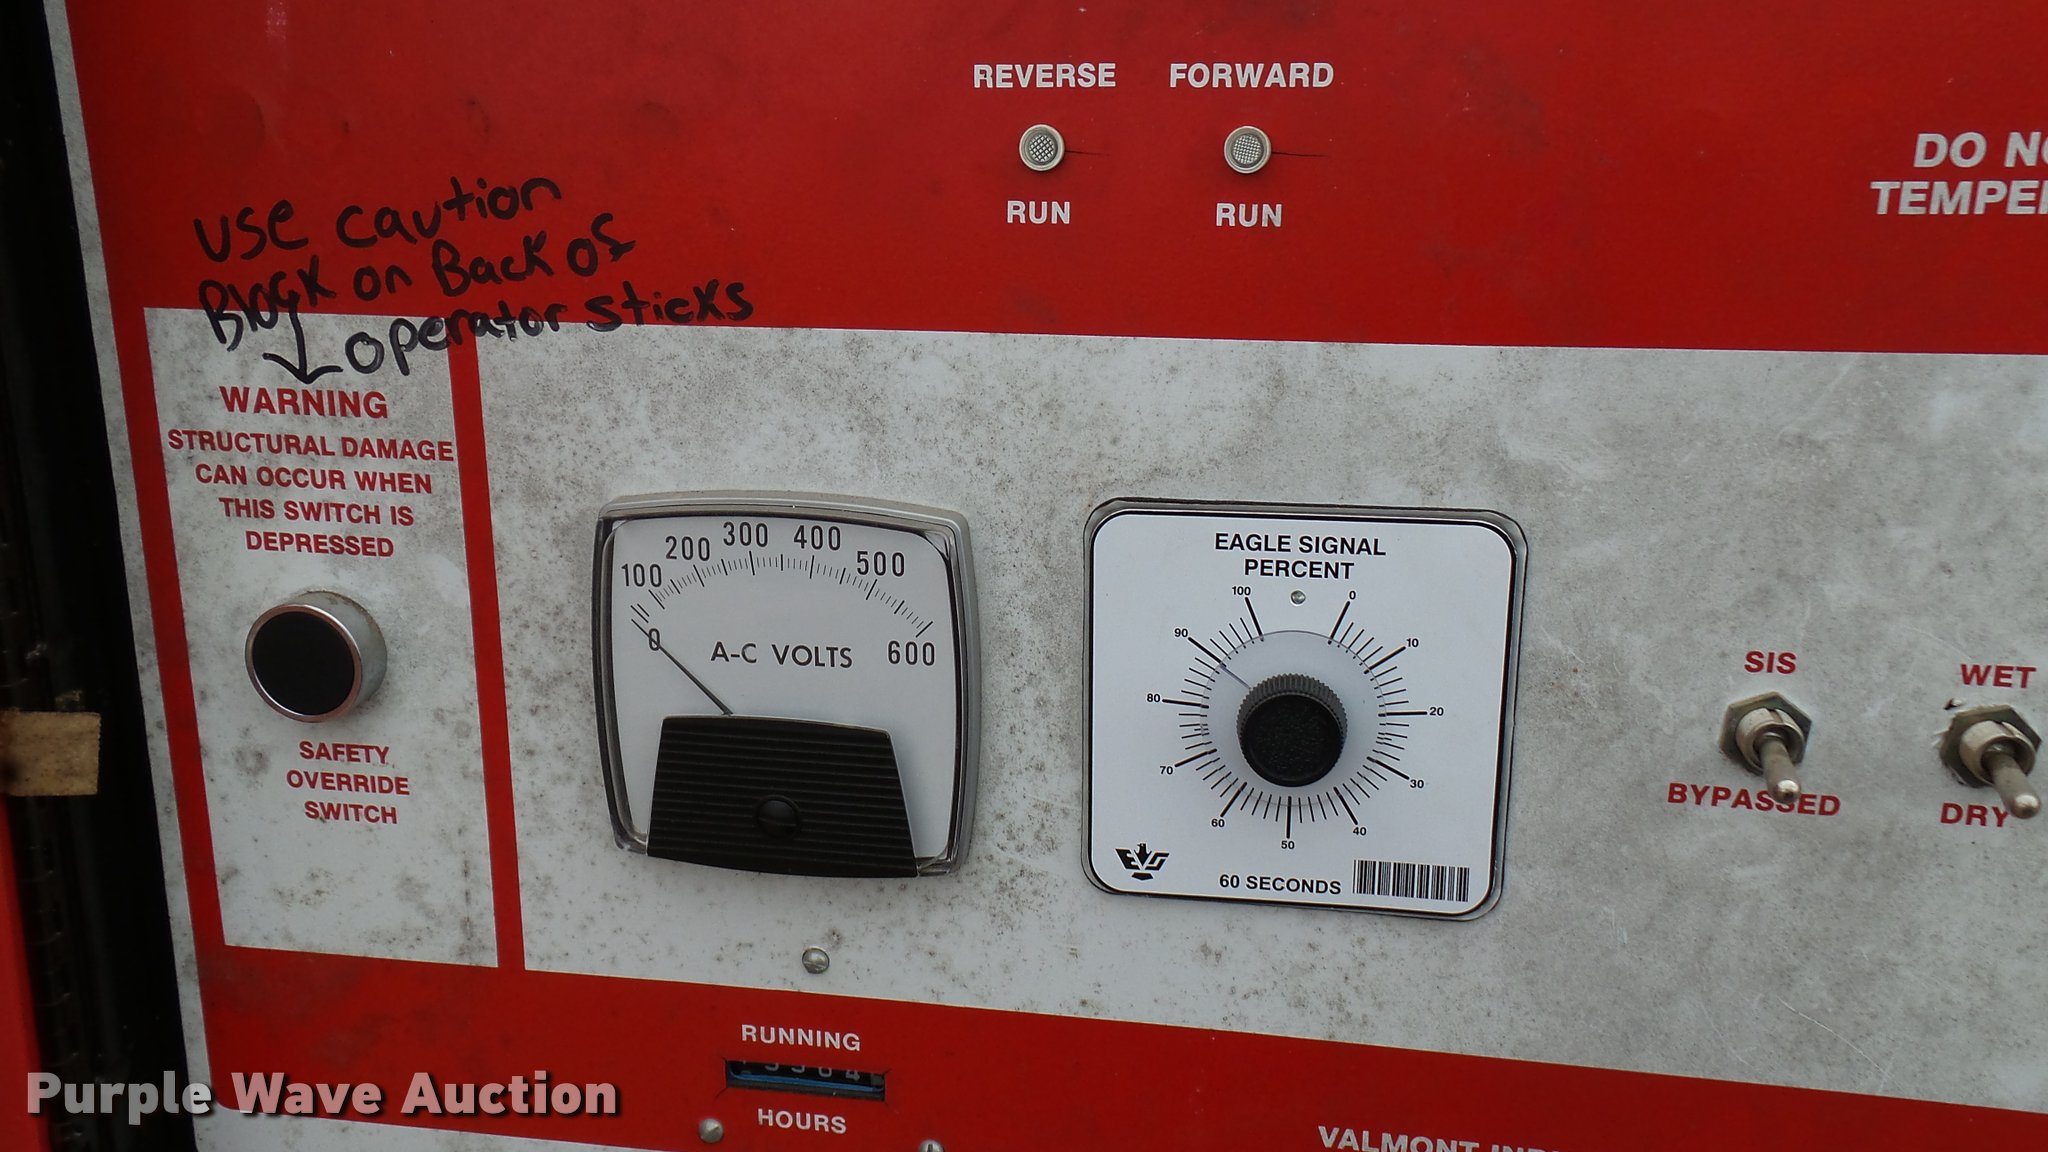 REVERSE FORWARD
RUN RUN
DO
TEMPER
USE caution
Block on Back of
operator sticks
WARNING
STRUCTURAL DAMAGE
CAN OCCUR WHEN
THIS SWITCH IS
DEPRESSED
SAFETY
OVERRIDE
SWITCH
0 100 200 300 400 500 600
A-C VOLTS
EAGLE SIGNAL
PERCENT
0 10 20 30 40 50 60 70 80 90 100
60 SECONDS
SIS
BYPASSED
WET
DRY
RUNNING
3364
HOURS
VALMONT
Purple Wave Auction